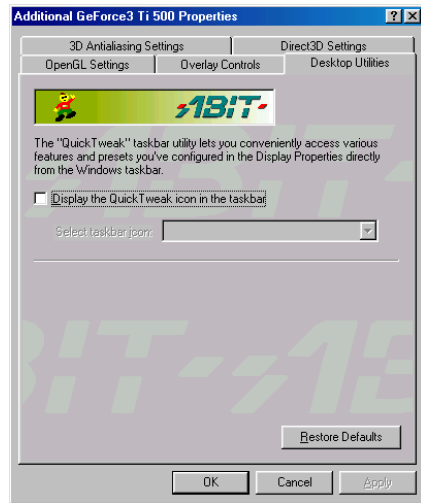 Additional GeForce3 Ti 500 Properties
3D Antialiasing Settings
Direct3D Settings
OpenGL Settings
Overlay Controls
Desktop Utilities
ABIT
The "QuickTweak" taskbar utility lets you conveniently access various
features and presets you've configured in the Display Properties directly
from the Windows taskbar.
Display the QuickTweak icon in the taskbar
Select taskbar icon:
Restore Defaults
OK
Cancel
Apply